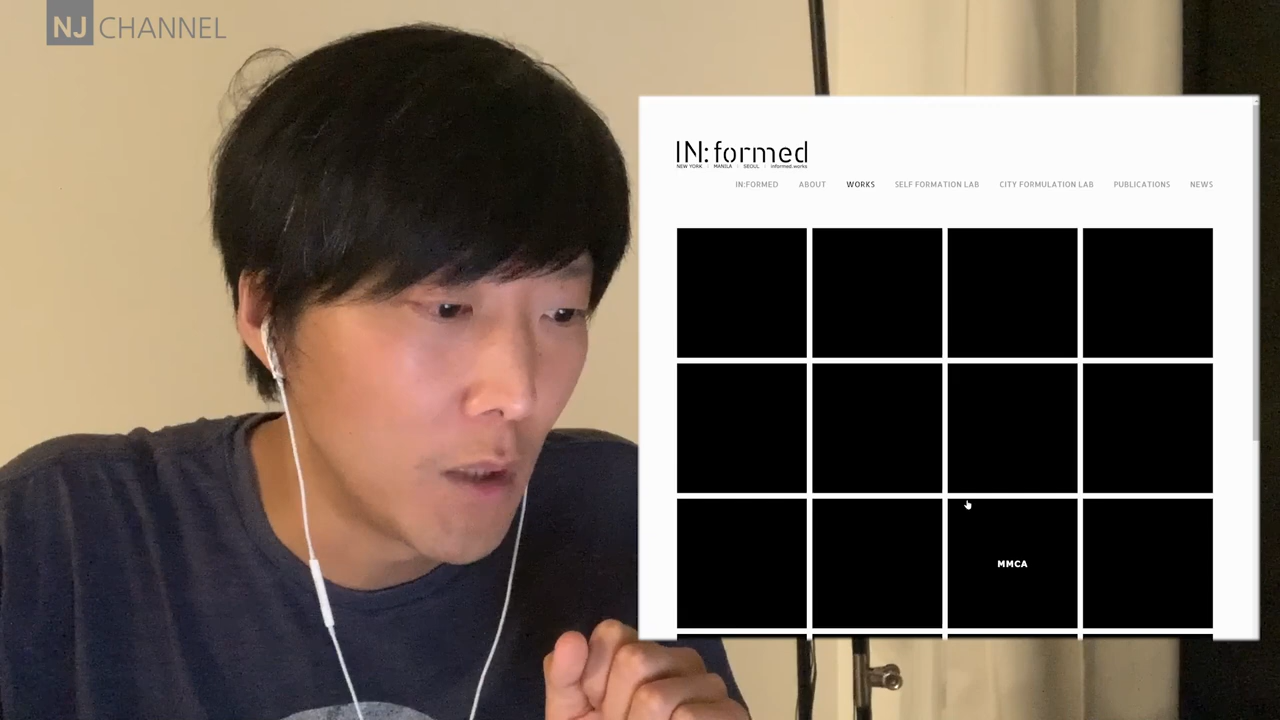 NJ CHANNEL
IN:formed
NEW YORK : MANILA : SEOUL : informed.works
IN:FORMED ABOUT WORKS SELF FORMATION LAB CITY FORMULATION LAB PUBLICATIONS NEWS
MMCA